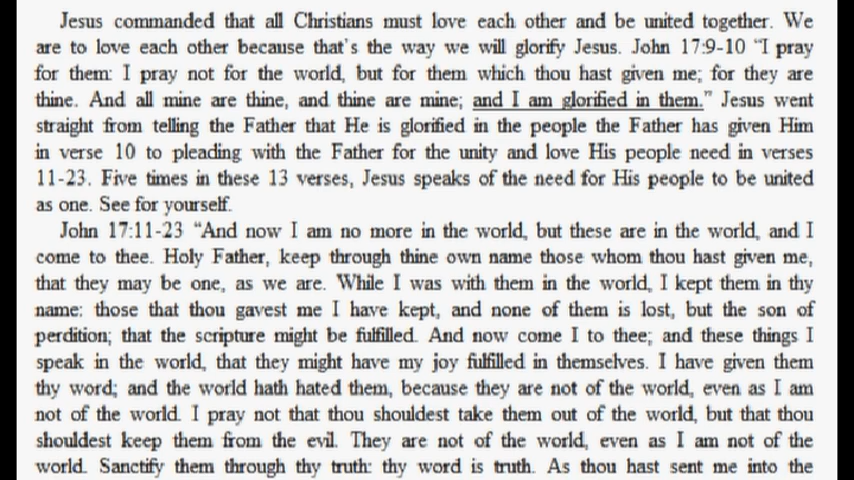 Jesus commanded that all Christians must love each other and be united together. We
are to love each other because that's the way we will glorify Jesus. John 17:9-10 "I pray
for them: I pray not for the world, but for them which thou hast given me; for they are
thine. And all mine are thine, and thine are mine; and I am glorified in them." Jesus went
straight from telling the Father that He is glorified in the people the Father has given Him
in verse 10 to pleading with the Father for the unity and love His people need in verses
11-23. Five times in these 13 verses, Jesus speaks of the need for His people to be united
as one. See for yourself.
John 17:11-23 "And now I am no more in the world, but these are in the world, and I
come to thee. Holy Father, keep through thine own name those whom thou hast given me,
that they may be one, as we are. While I was with them in the world, I kept them in thy
name: those that thou gavest me I have kept, and none of them is lost, but the son of
perdition; that the scripture might be fulfilled. And now come I to thee; and these things I
speak in the world, that they might have my joy fulfilled in themselves. I have given them
thy word; and the world hath hated them, because they are not of the world, even as I am
not of the world. I pray not that thou shouldest take them out of the world, but that thou
shouldest keep them from the evil. They are not of the world, even as I am not of the
world. Sanctify them through thy truth: thy word is truth. As thou hast sent me into the